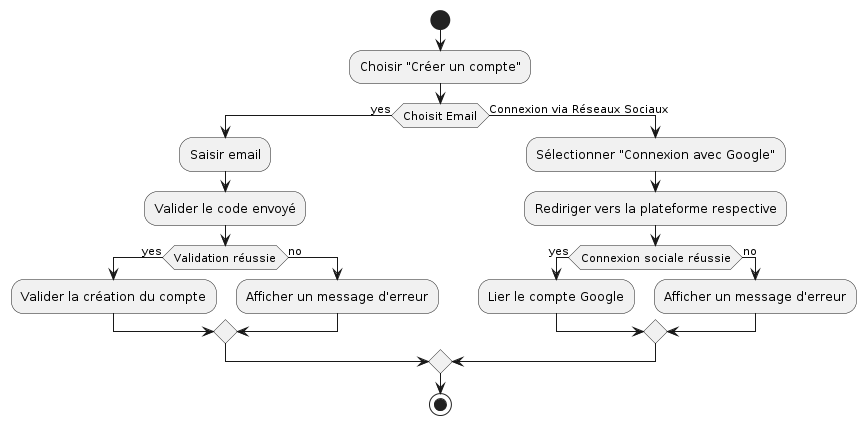 Choisir "Créer un compte"
yes
Choisit Email
Connexion via Réseaux Sociaux
Saisir email
Valider le code envoyé
yes
Validation réussie
no
Valider la création du compte
Afficher un message d'erreur
Sélectionner "Connexion avec Google"
Rediriger vers la plateforme respective
yes
Connexion sociale réussie
no
Lier le compte Google
Afficher un message d'erreur